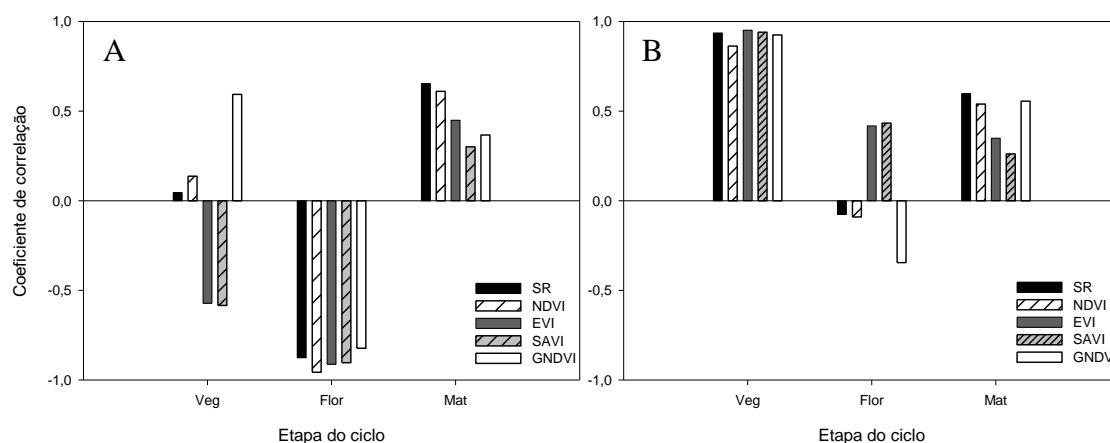 A
Coeficiente de correlação
1,0
0,5
0,0
-0,5
-1,0
SR
NDVI
EVI
SAVI
GNDVI
Veg
Flor
Mat
Etapa do ciclo
B
1,0
0,5
0,0
-0,5
-1,0
SR
NDVI
EVI
SAVI
GNDV
Veg
Flor
Mat
Etapa do ciclo